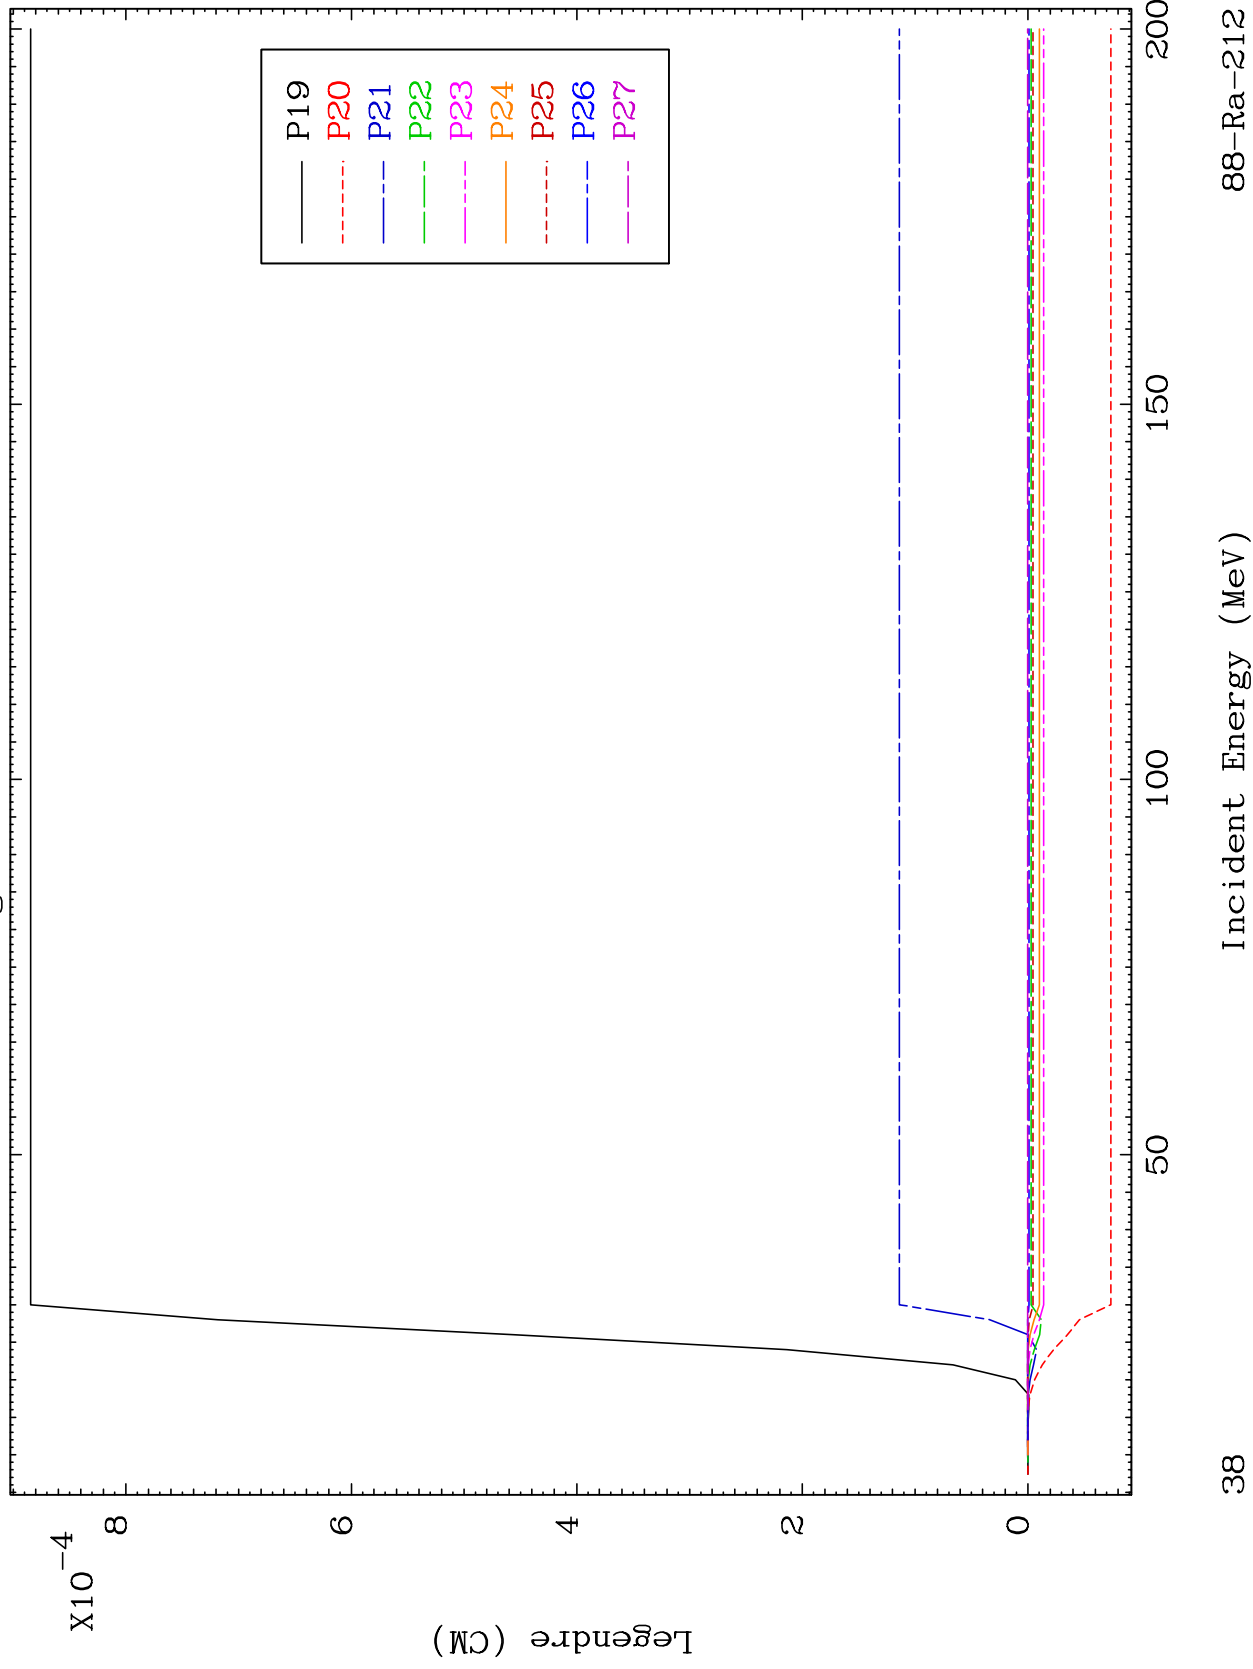 X10-4
8
6
4
2
0
Legendre (CM)
P19
P20
P21
P22
P23
P24
P25
P26
P27
50
100
150
200
Incident Energy (MeV)
38
88-Ra-212